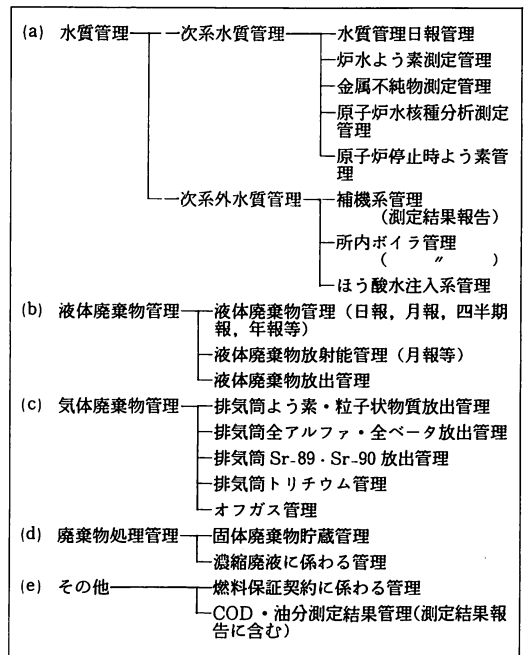 (a) 水質管理 一次系水質管理 水質管理日報管理
炉水よう素測定管理
金属不純物測定管理
原子炉水核種分析測定
管理
原子炉停止時よう素管
理
一次系外水質管理 補機系管理
(測定結果報告)
所内ボイラ管理
( 〃 )
ほう酸水注入系管理
(b) 液体廃棄物管理 液体廃棄物管理(日報,月報,四半期
報,年報等)
液体廃棄物放射能管理(月報等)
液体廃棄物放出管理
(c) 気体廃棄物管理 排気筒よう素・粒子状物質放出管理
排気筒全アルファ・全ベータ放出管理
排気筒 Sr-89・Sr-90 放出管理
排気筒トリチウム管理
オフガス管理
(d) 廃棄物処理管理 固体廃棄物貯蔵管理
濃縮廃液に係わる管理
(e) その他 燃料保証契約に係わる管理
COD・油分測定結果管理(測定結果報
告に含む)